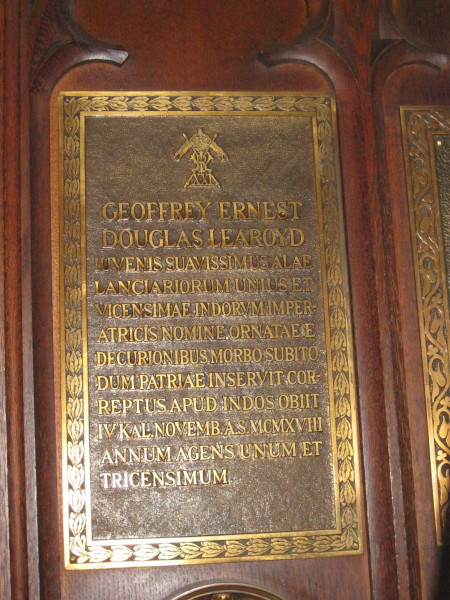 XXI
GEOFFREY ERNEST
DOUGLAS LEAROYD
IUVENIS SUAVISSIMUS ALAE
LANCIARIORUM UNIUS ET
VICENSIMAE INDORVM IMPER-
ATRICIS NOMINE ORNATAE E
DECURIONIBUS MORBO SUBITO
DUM PATRIAE INSERVIT COR-
REPTUS APUD INDOS OBIIT
IV KAL. NOVEMB. A.S. MCMXVIII
ANNUM AGENS UNUM ET
TRICENSIMUM